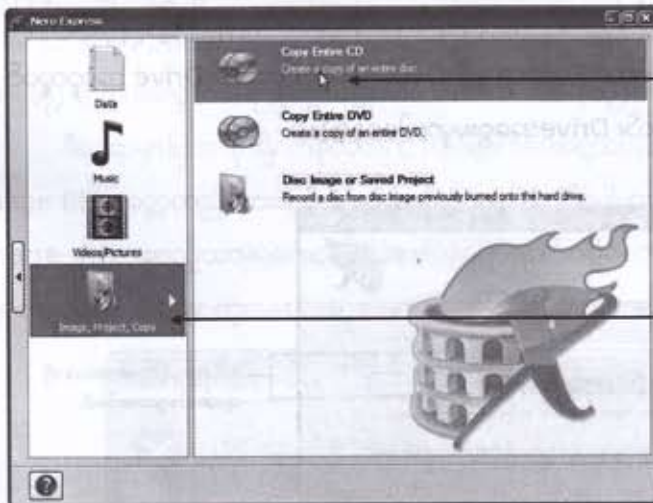 Nero Express
Data
Music
Videos/Pictures
Image, Project, Copy
Copy Entire CD
Create a copy of an entire disc.
Copy Entire DVD
Create a copy of an entire DVD.
Disc Image or Saved Project
Record a disc from disc image previously burned onto the hard drive.